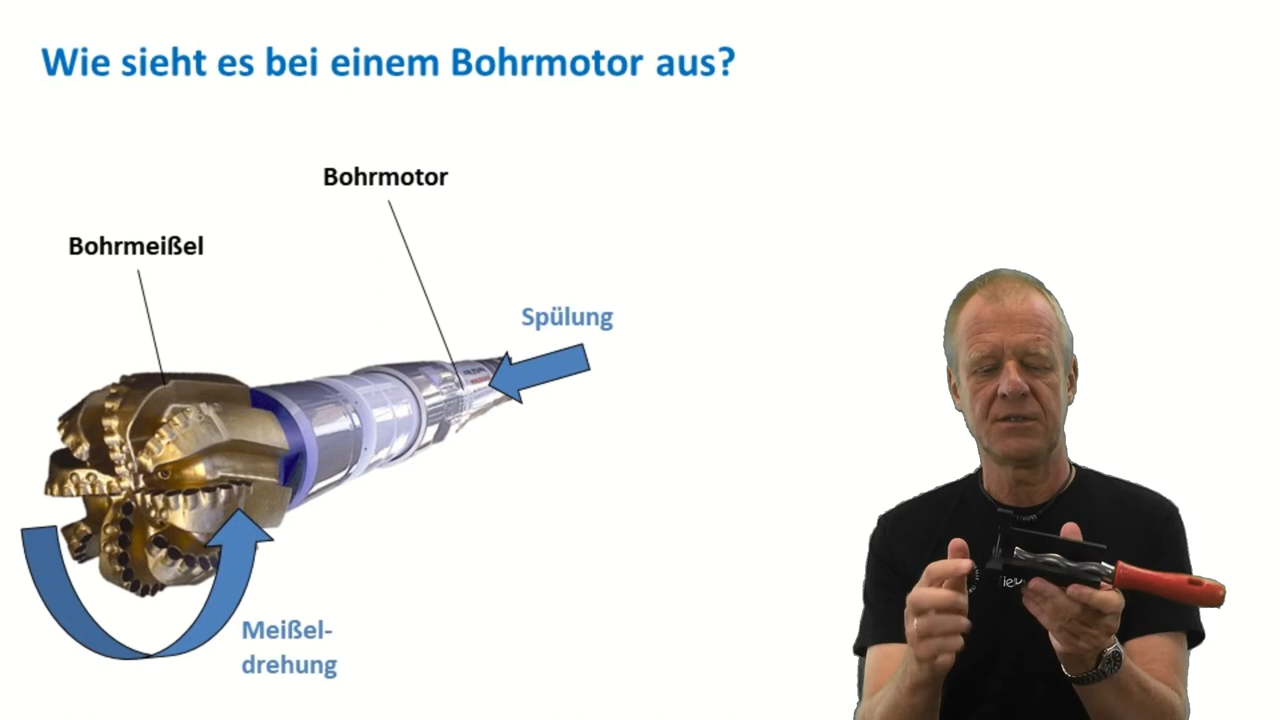 Wie sieht es bei einem Bohrmotor aus?
Bohrmotor
Bohrmeißel
Spülung
Meißel-
drehung